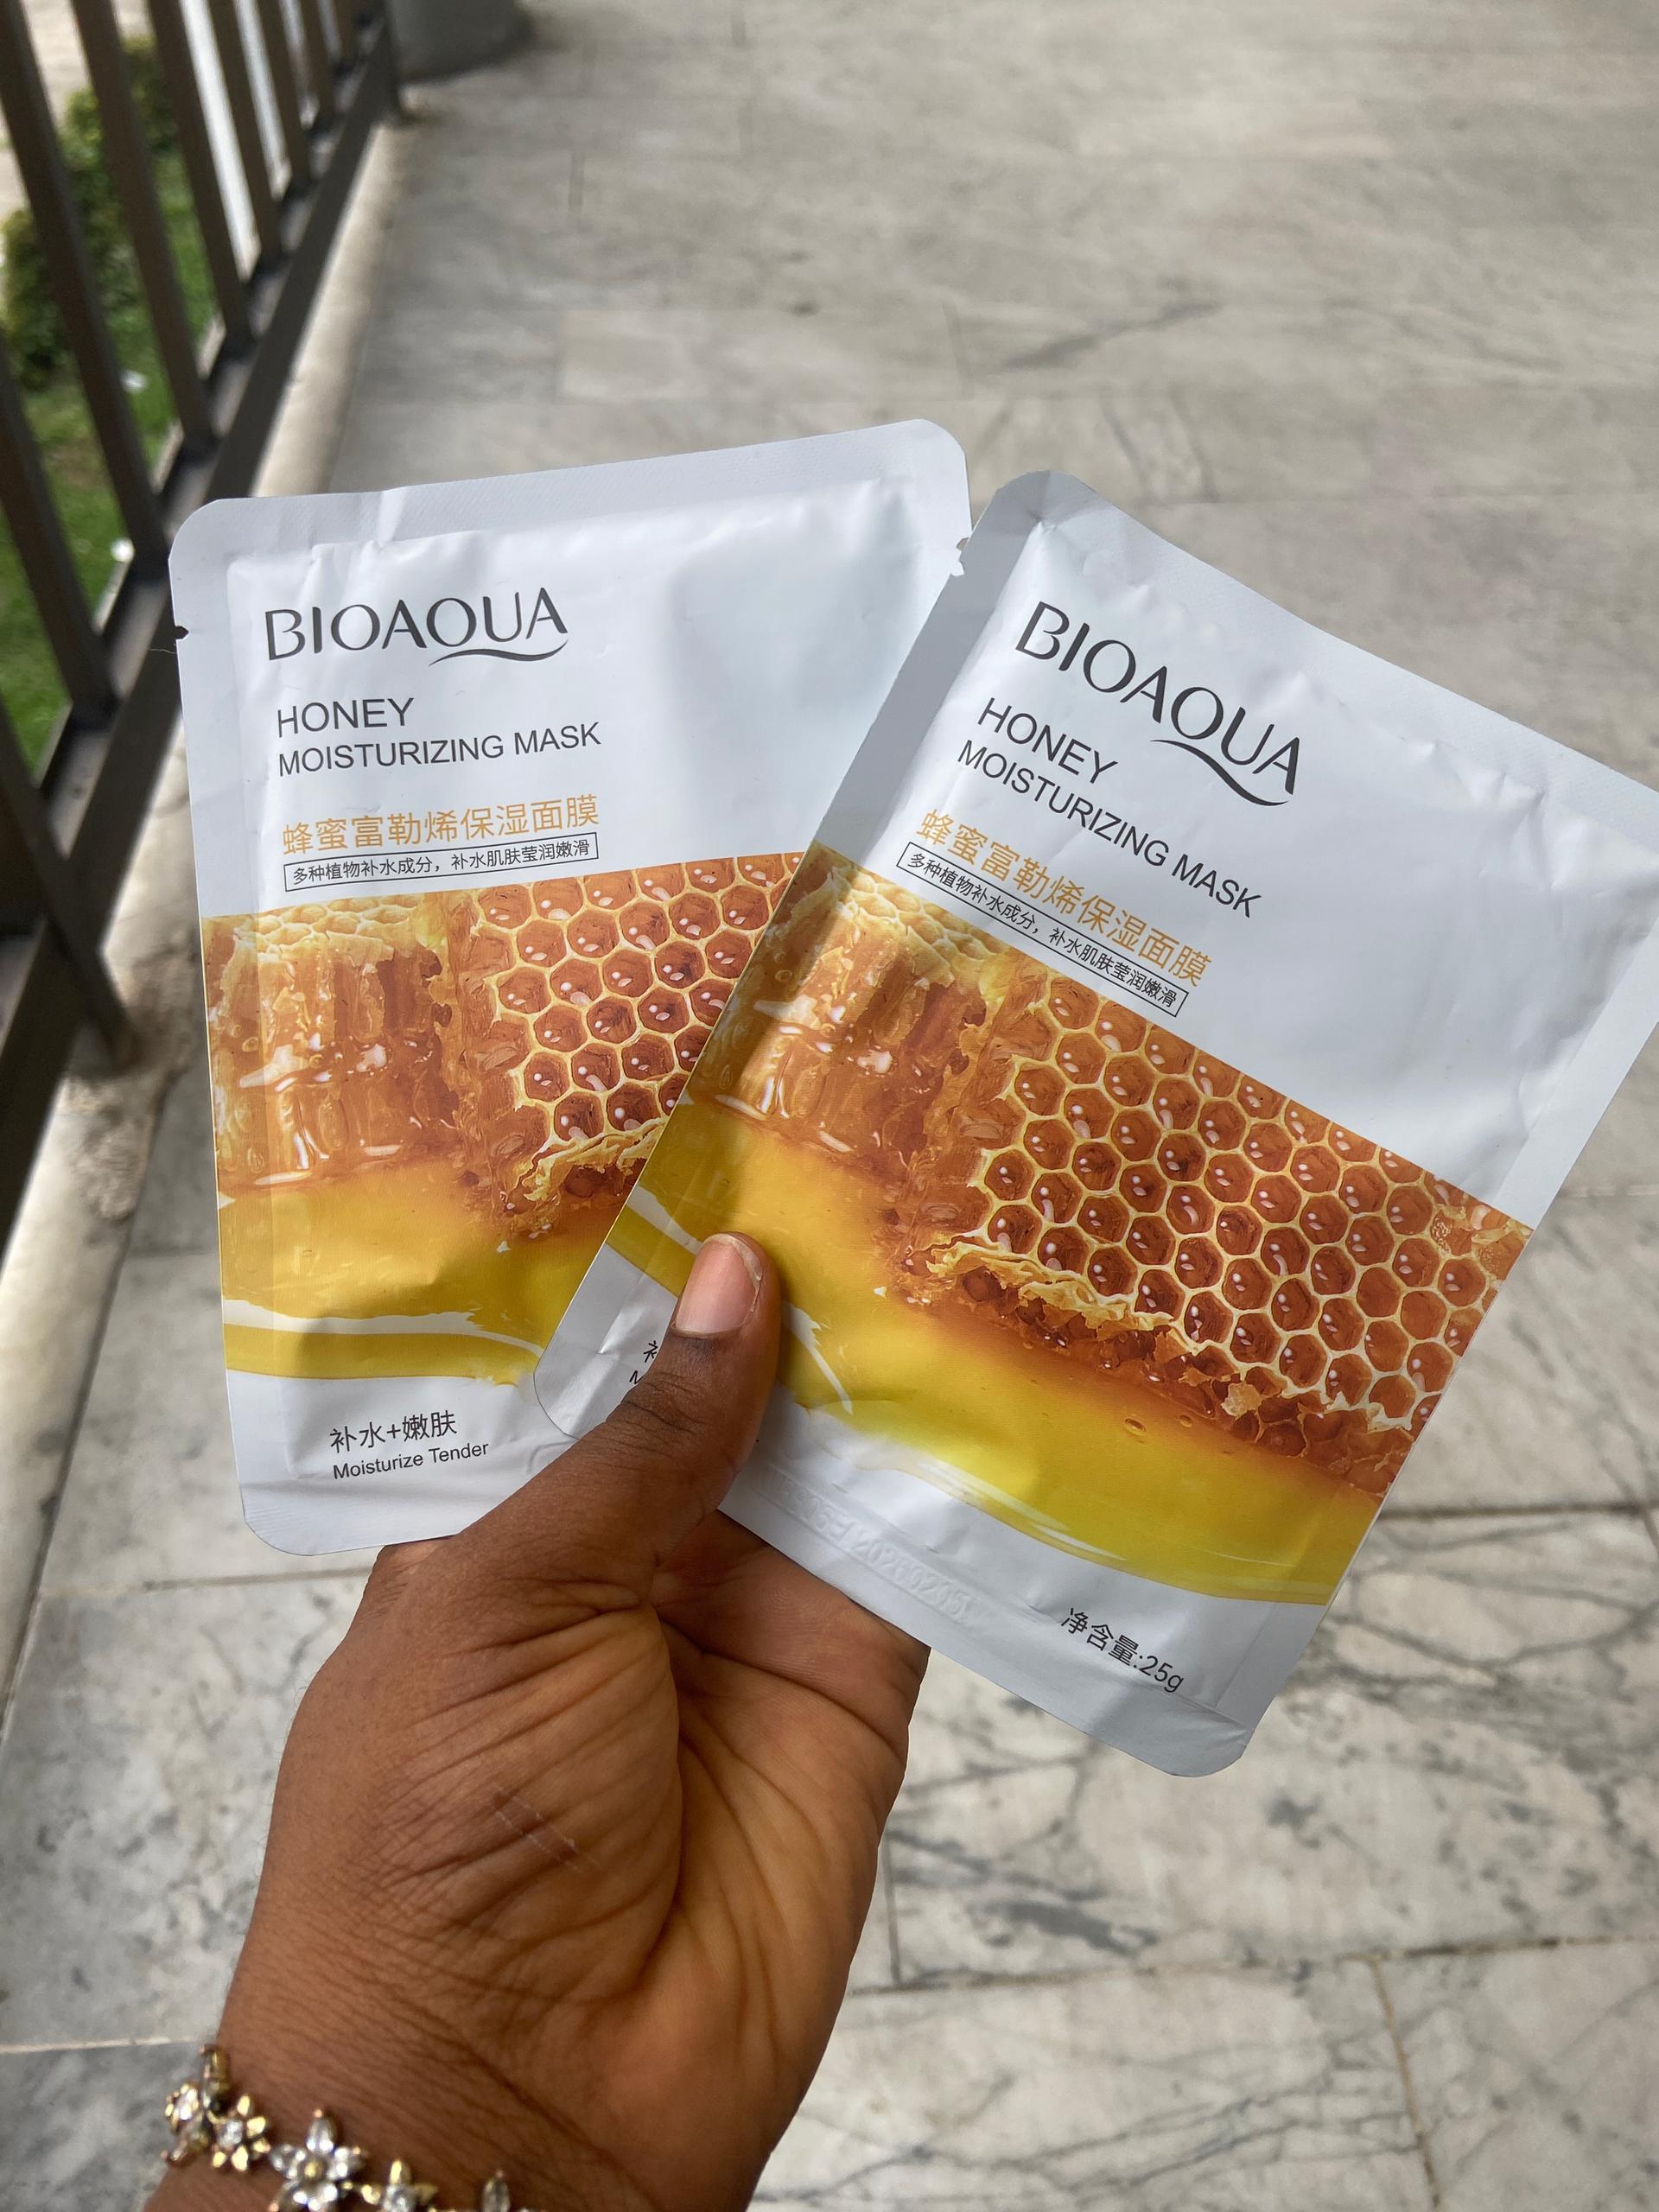 BIOAQUA
HONEY
MOISTURIZING MASK
蜂蜜富勒烯保湿面膜
多种植物补水成分，补水肌肤莹润嫩滑
补水+嫩肤
Moisturize Tender
BIOAQUA
HONEY
MOISTURIZING MASK
蜂蜜富勒烯保湿面膜
多种植物补水成分，补水肌肤莹润嫩滑
净含量:25g